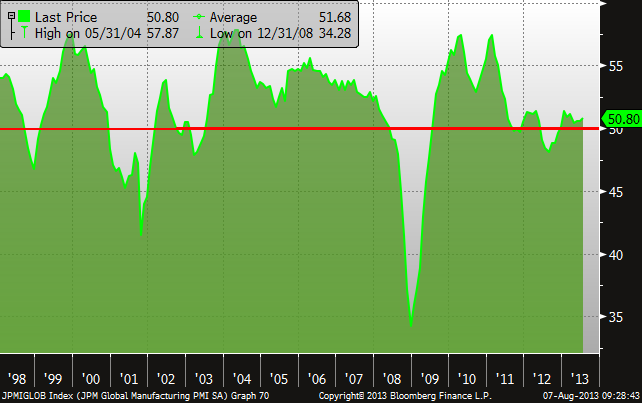 Last Price 50.80 Average 51.68
High on 05/31/04 57.87 Low on 12/31/08 34.28
55
50.80
50
45
40
35
'98 '99 '00 '01 '02 '03 '04 '05 '06 '07 '08 '09 '10 '11 '12 '13
JPMIGLOB Index (JPM Global Manufacturing PMI SA) Graph 70 Copyright© 2013 Bloomberg Finance L.P. 07-Aug-2013 09:28:43